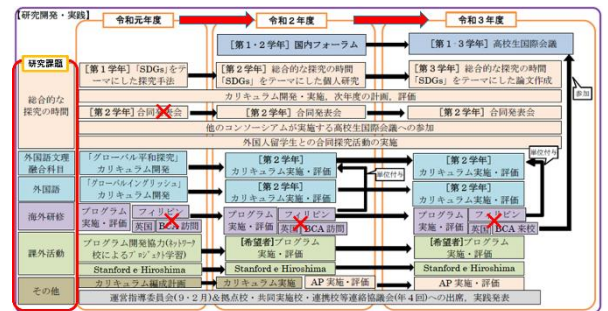 【研究開発・実践】
令和元年度
令和２年度
令和３年度
[第１・２学年] 国内フォーラム
[第１・３学年] 高校生国際会議
研究課題
総合的な
探究の時間
[第１学年]「SDGs」をテ
ーマにした探究手法
[第２学年] 総合的な探究の時間
「SDGs」をテーマにした個人研究
[第３学年] 総合的な探究の時間
「SDGs」をテーマにした論文作成
参加
カリキュラム開発・実施、次年度の計画、評価
[第２学年] 合同発表会
[第２学年] 合同発表会
[第２学年] 合同発表会
他のコンソーシアムが実施する高校生国際会議への参加
外国人留学生との合同探究活動の実施
外国語文理
融合科目
「グローバル平和探究」
カリキュラム開発
[第２学年]
カリキュラム実施・評価
単位付与
[第２学年]
カリキュラム実施・評価
単位付与
外国語
「グローバルイングリッシュ」
カリキュラム開発
[第２学年]
カリキュラム実施・評価
[第２学年]
カリキュラム実施・評価
海外研修
プログラム
実施・評価
フィリピン
英国 BCA 訪問
プログラム
実施・評価
フィリピン
英国 BCA 訪問
プログラム
実施・評価
フィリピン
英国 BCA 来校
課外活動
プログラム開発協力(ネットワーク
校によるプロジェクト学習)
[希望者]プログラム
実施・評価
[希望者]プログラム
実施・評価
Stanford e Hiroshima
Stanford e Hiroshima
Stanford e Hiroshima
その他
カリキュラム編成計画
カリキュラム実施
AP 実施・評価
AP 実施・評価
運営指導委員会(９・２月)＆拠点校・共同実施校・連携校等連絡協議会(年４回)への出席、実践発表